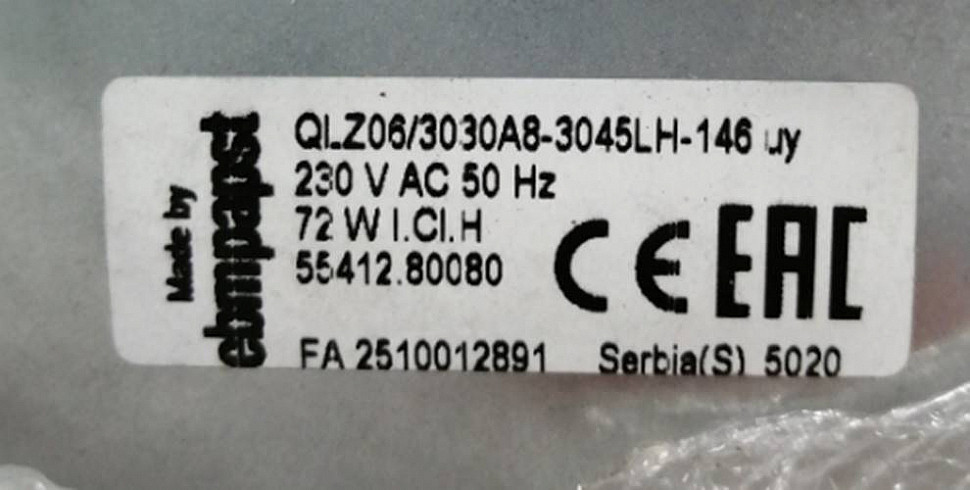 Made by
ebmpapst
QLZ06/3030A8-3045LH-146 uy
230 V AC 50 Hz
72 W I.Cl.H
55412.80080
CE EAC
FA 2510012891 Serbia(S) 5020